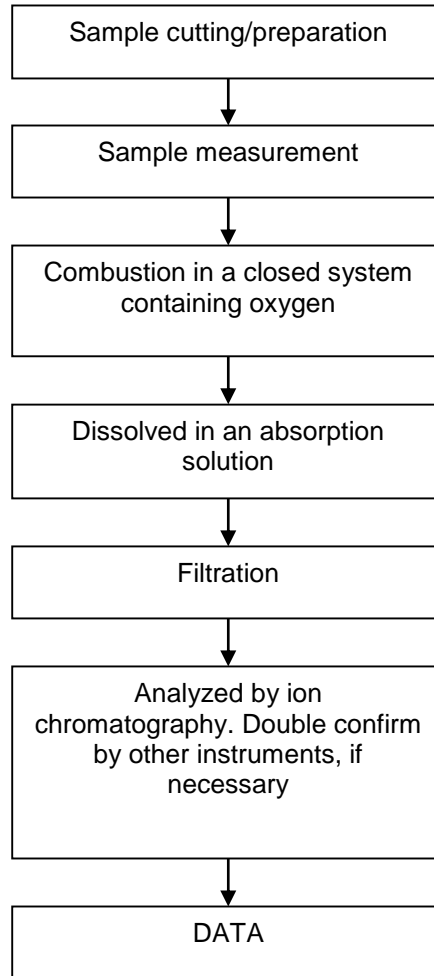 Sample cutting/preparation
Sample measurement
Combustion in a closed system
containing oxygen
Dissolved in an absorption
solution
Filtration
Analyzed by ion
chromatography. Double confirm
by other instruments, if
necessary
DATA